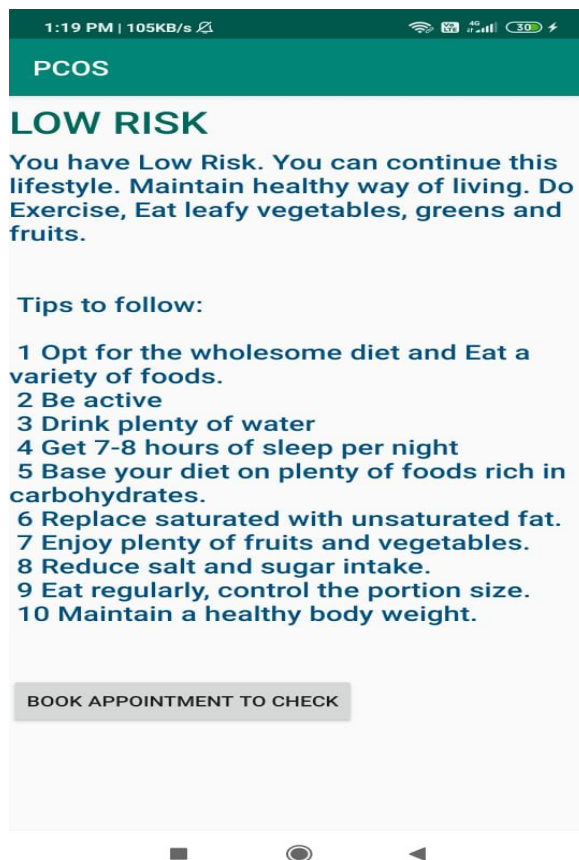 1:19 PM | 105KB/s
4G 30
PCOS
LOW RISK
You have Low Risk. You can continue this
lifestyle. Maintain healthy way of living. Do
Exercise, Eat leafy vegetables, greens and
fruits.
Tips to follow:
1 Opt for the wholesome diet and Eat a
variety of foods.
2 Be active
3 Drink plenty of water
4 Get 7-8 hours of sleep per night
5 Base your diet on plenty of foods rich in
carbohydrates.
6 Replace saturated with unsaturated fat.
7 Enjoy plenty of fruits and vegetables.
8 Reduce salt and sugar intake.
9 Eat regularly, control the portion size.
10 Maintain a healthy body weight.
BOOK APPOINTMENT TO CHECK